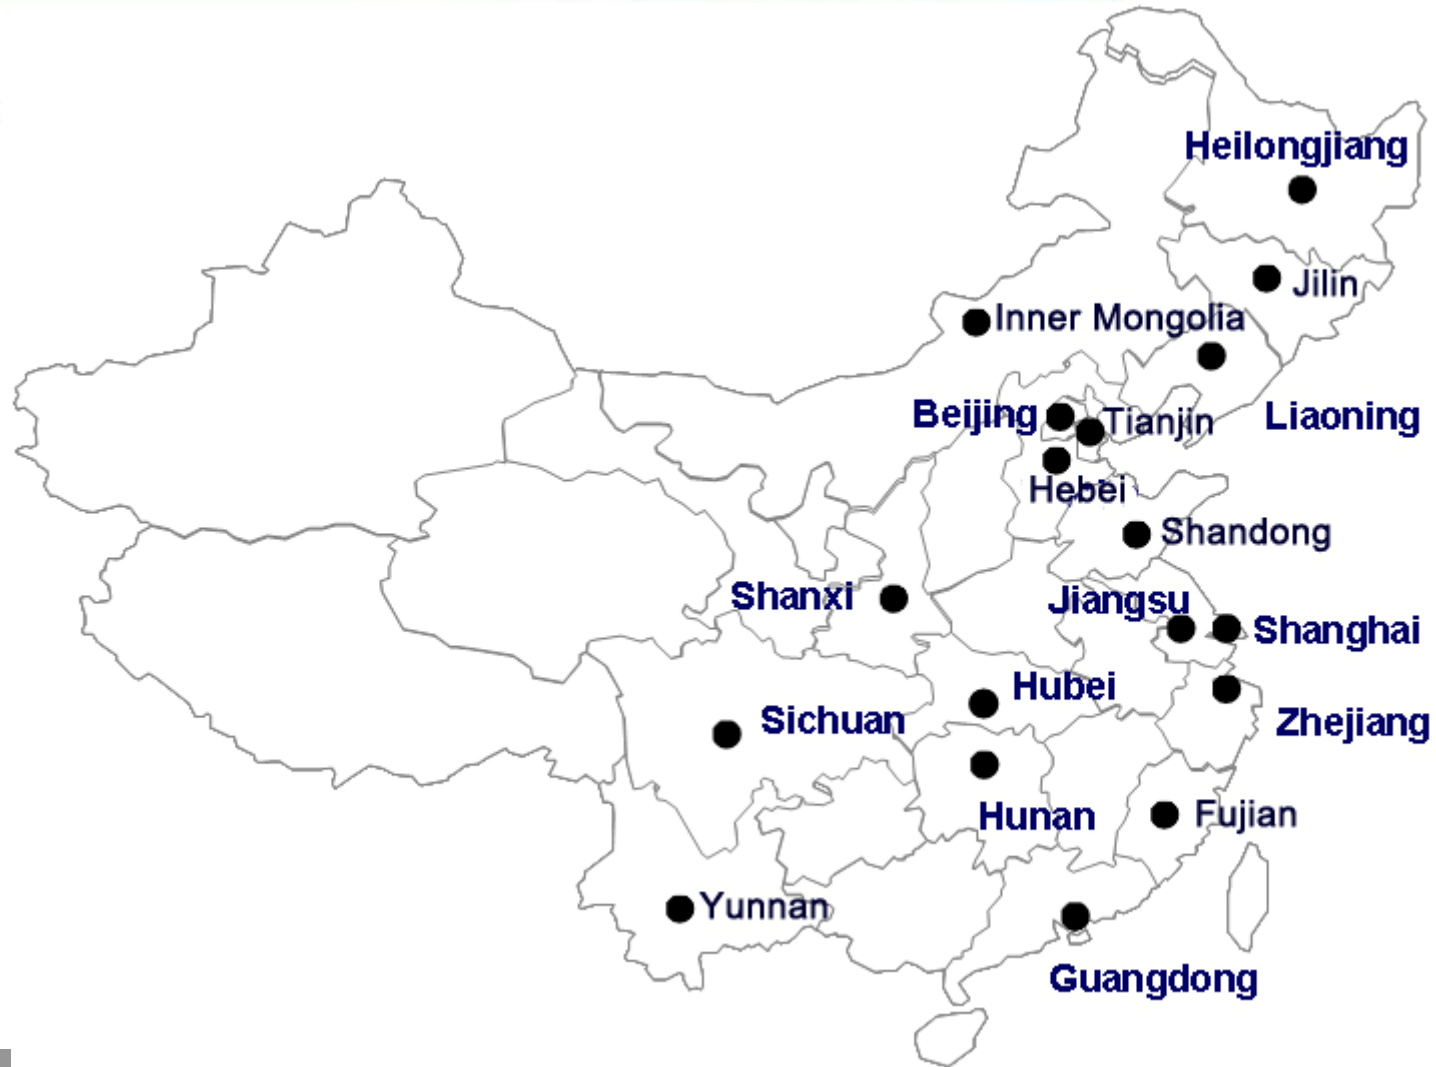 Heilongjiang
Jilin
Inner Mongolia
Beijing
Tianjin
Liaoning
Hebei
Shandong
Shanxi
Jiangsu
Shanghai
Hubei
Sichuan
Zhejiang
Hunan
Fujian
Yunnan
Guangdong